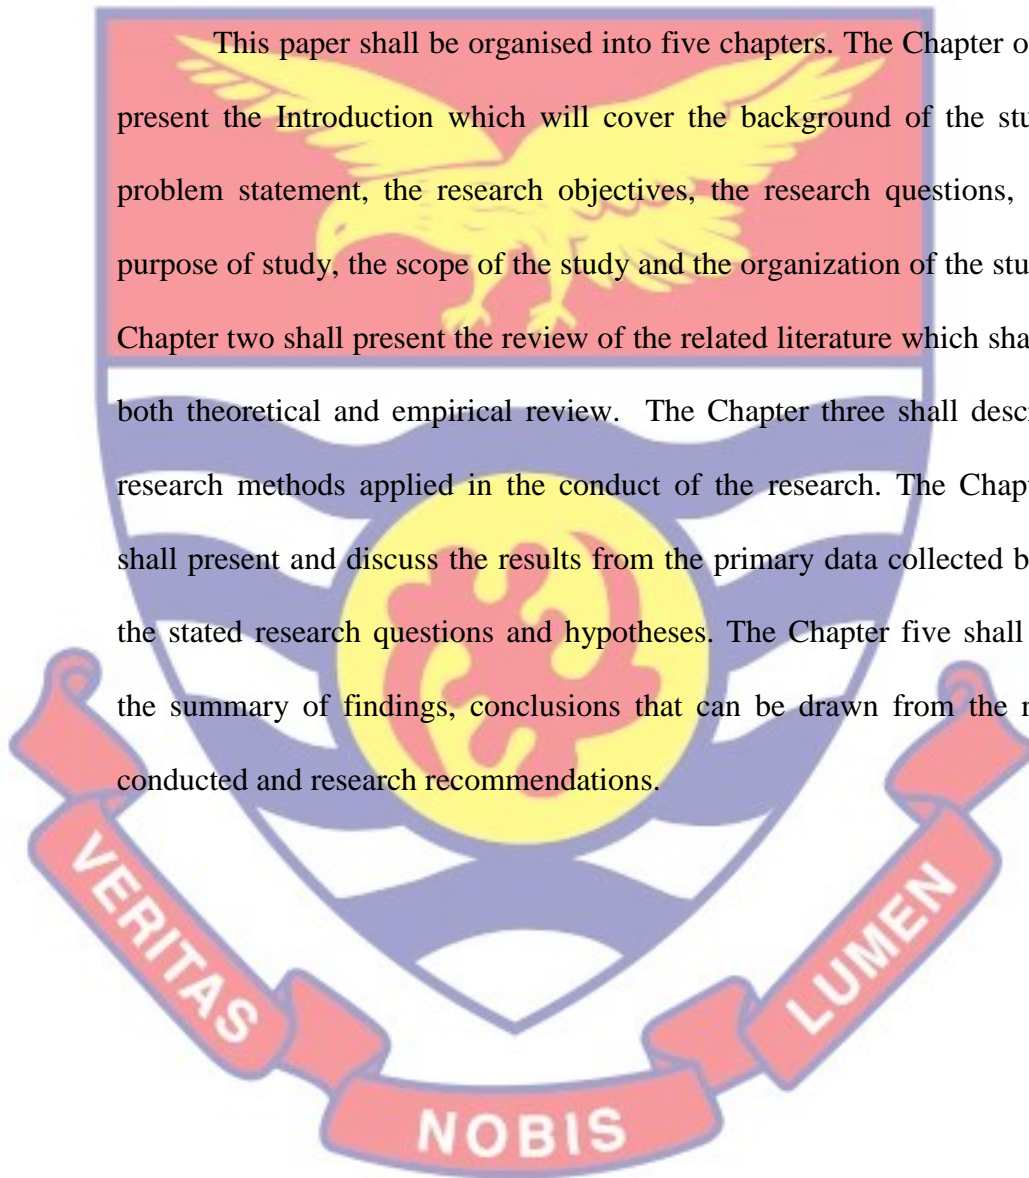 This paper shall be organised into five chapters. The Chapter
present the Introduction which will cover the background of the
problem statement, the research objectives, the research questions,
purpose of study, the scope of the study and the organization of the
Chapter two shall present the review of the related literature which
both theoretical and empirical review. The Chapter three shall
research methods applied in the conduct of the research. The
shall present and discuss the results from the primary data collected
the stated research questions and hypotheses. The Chapter five shall
the summary of findings, conclusions that can be drawn from the
conducted and research recommendations.
VERITAS
NOBIS
LUMEN